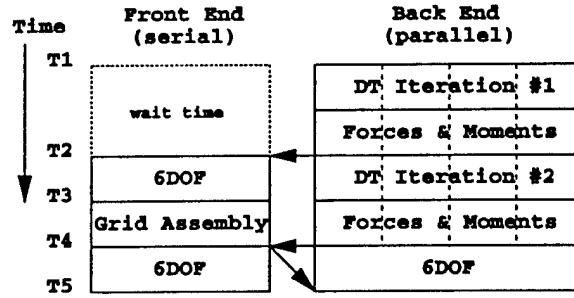 Time
Front End
(serial)
Back End
(parallel)
T1
DT Iteration #1
wait time
Forces & Moments
T2
6DOF
DT Iteration #2
T3
Grid Assembly
Forces & Moments
T4
6DOF
6DOF
T5